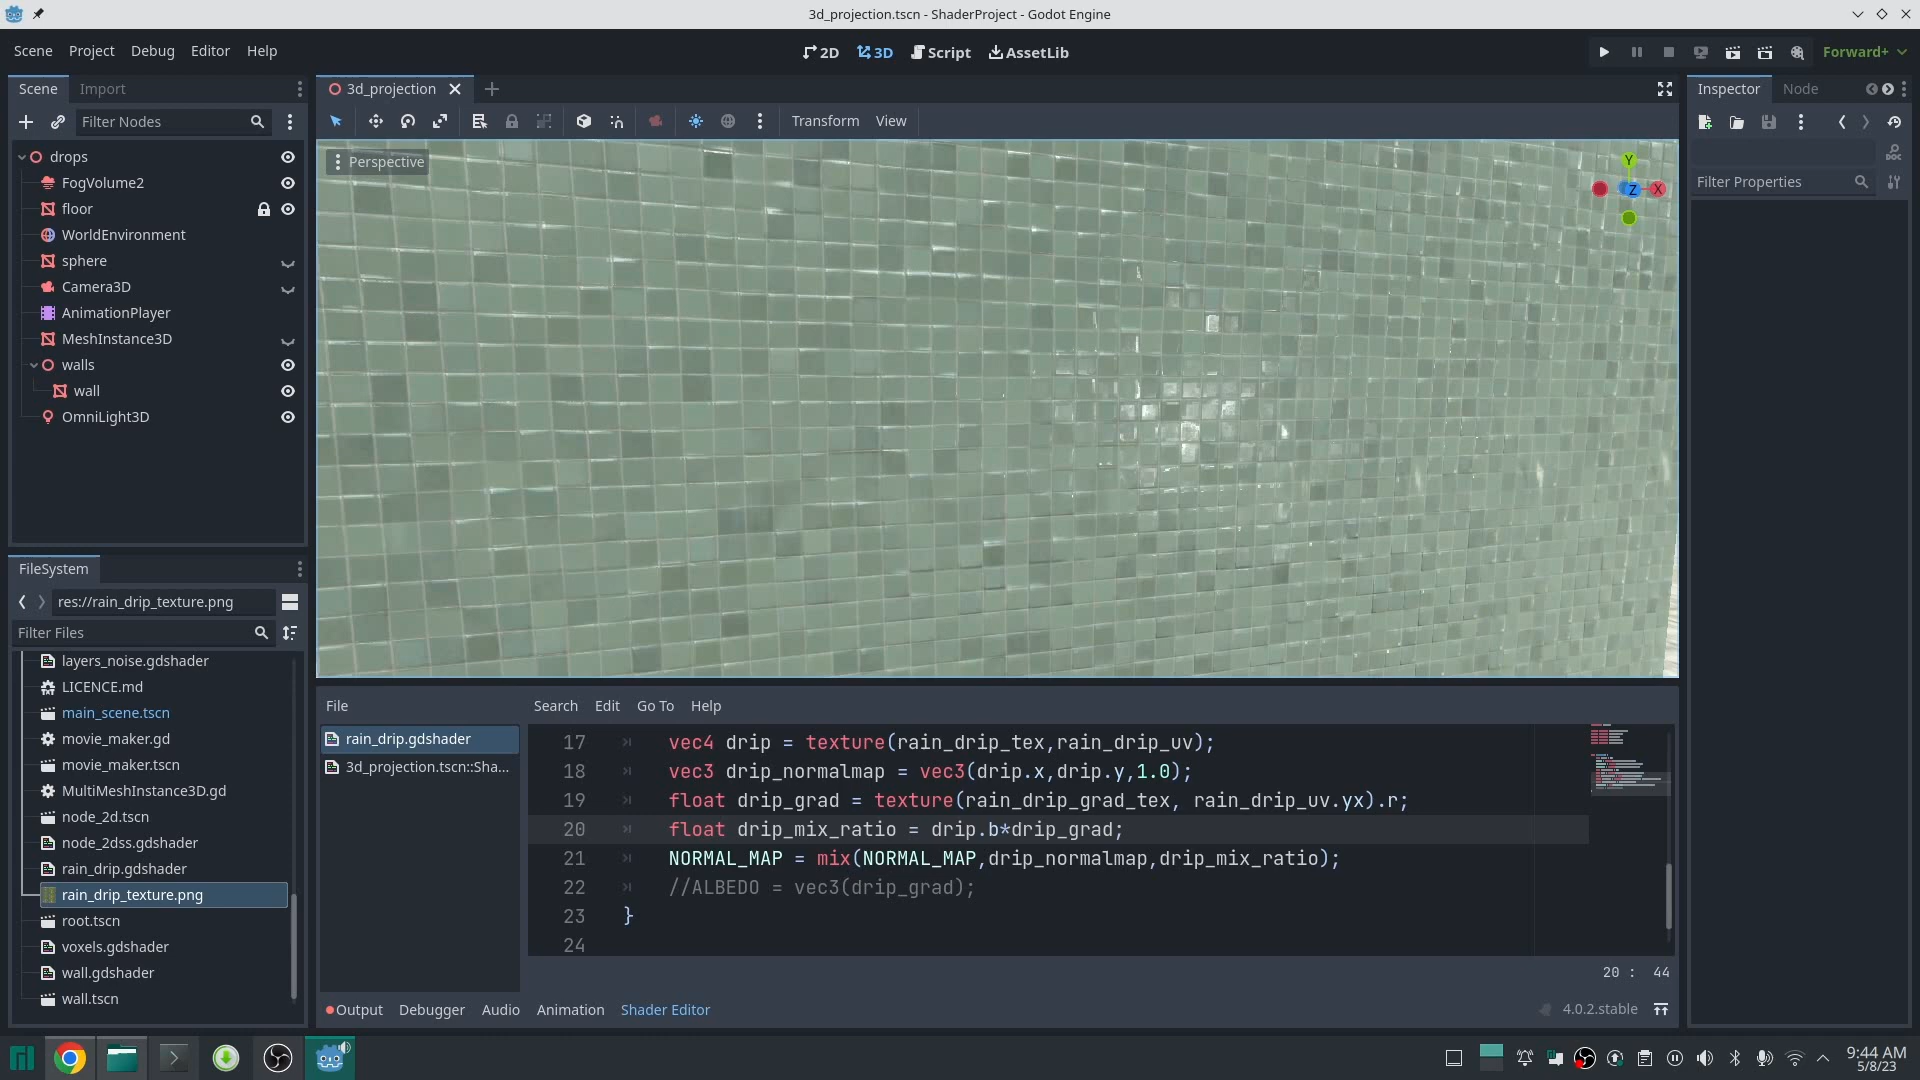 3d_projection.tscn - ShaderProject - Godot Engine
Scene Project Debug Editor Help
2D 3D Script AssetLib
Forward+
Scene Import
3d_projection
Inspector Node
Filter Nodes
Transform View
Perspective
Y
Z X
DOC
Filter Properties
drops
FogVolume2
floor
WorldEnvironment
sphere
Camera3D
AnimationPlayer
MeshInstance3D
walls
wall
OmniLight3D
FileSystem
res://rain_drip_texture.png
Filter Files
layers_noise.gdshader
LICENCE.md
main_scene.tscn
movie_maker.gd
movie_maker.tscn
MultiMeshInstance3D.gd
node_2d.tscn
node_2dss.gdshader
rain_drip.gdshader
rain_drip_texture.png
root.tscn
voxels.gdshader
wall.gdshader
wall.tscn
File
Search Edit Go To Help
rain_drip.gdshader
3d_projection.tscn::Sha...
17 vec4 drip = texture(rain_drip_tex,rain_drip_uv);
18 vec3 drip_normalmap = vec3(drip.x,drip.y,1.0);
19 float drip_grad = texture(rain_drip_grad_tex, rain_drip_uv.yx).r;
20 float drip_mix_ratio = drip.b*drip_grad;
21 NORMAL_MAP = mix(NORMAL_MAP,drip_normalmap,drip_mix_ratio);
22 //ALBEDO = vec3(drip_grad);
23 }
24
20 : 44
Output Debugger Audio Animation Shader Editor
4.0.2.stable
9:44 AM
5/8/23